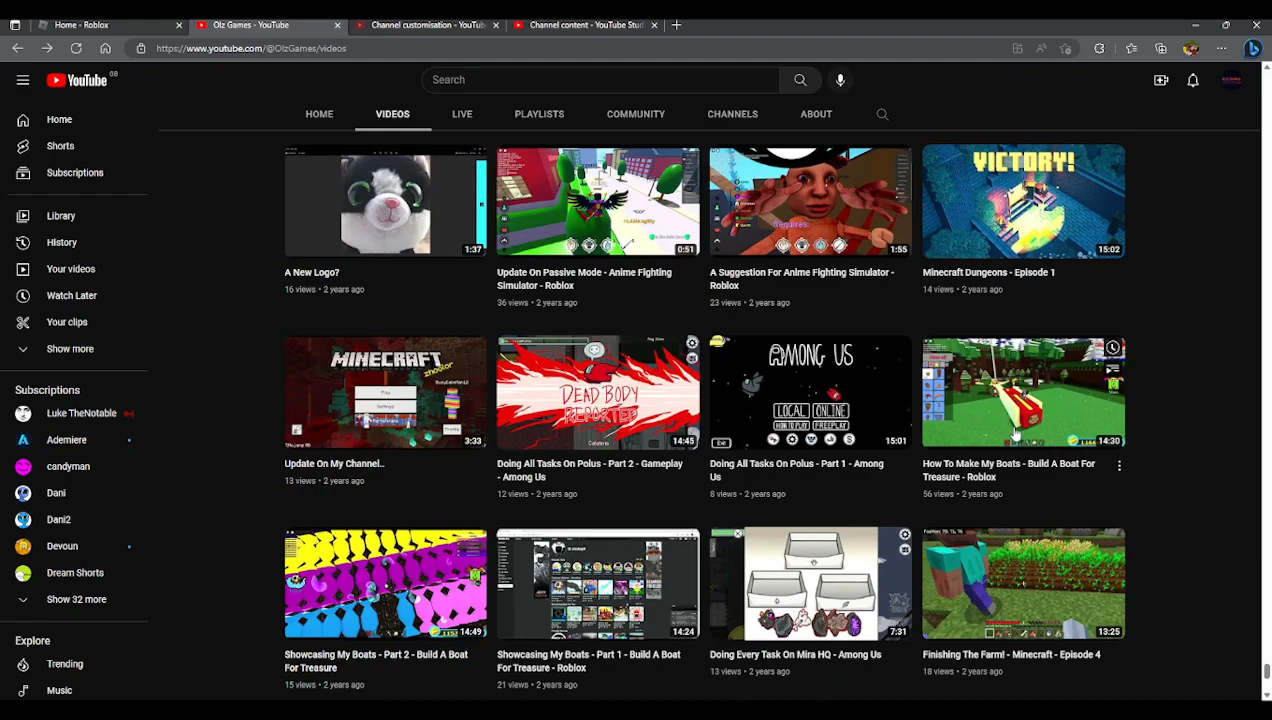 Home - Roblox
Olz Games - YouTube
Channel customisation - YouTube
Channel content - YouTube Stud
https://www.youtube.com/@OlzGames/videos
YouTube GB
Search
HOME VIDEOS LIVE PLAYLISTS COMMUNITY CHANNELS ABOUT
Home
Shorts
Subscriptions
Library
History
Your videos
Watch Later
Your clips
Show more
Subscriptions
Luke TheNotable
Ademiere
candyman
Dani
Dani2
Devoun
Dream Shorts
Show 32 more
Explore
Trending
Music
1:37
A New Logo?
16 views • 2 years ago
0:51
Update On Passive Mode - Anime Fighting
Simulator - Roblox
36 views • 2 years ago
Requires:
1:55
A Suggestion For Anime Fighting Simulator -
Roblox
23 views • 2 years ago
VICTORY!
15:02
Minecraft Dungeons - Episode 1
14 views • 2 years ago
MINECRAFT
Play
Settings
Profile
3:33
Update On My Channel..
13 views • 2 years ago
DEAD BODY
REPORTED
Cafeteria
14:45
Doing All Tasks On Polus - Part 2 - Gameplay
- Among Us
12 views • 2 years ago
AMONG US
LOCAL ONLINE
HOW TO PLAY FREEPLAY
Exit
15:01
Doing All Tasks On Polus - Part 1 - Among
Us
8 views • 2 years ago
14:30
How To Make My Boats - Build A Boat For
Treasure - Roblox
56 views • 2 years ago
14:49
Showcasing My Boats - Part 2 - Build A Boat
For Treasure
15 views • 2 years ago
14:24
Showcasing My Boats - Part 1 - Build A Boat
For Treasure - Roblox
21 views • 2 years ago
7:31
Doing Every Task On Mira HQ - Among Us
13 views • 2 years ago
13:25
Finishing The Farm! - Minecraft - Episode 4
18 views • 2 years ago